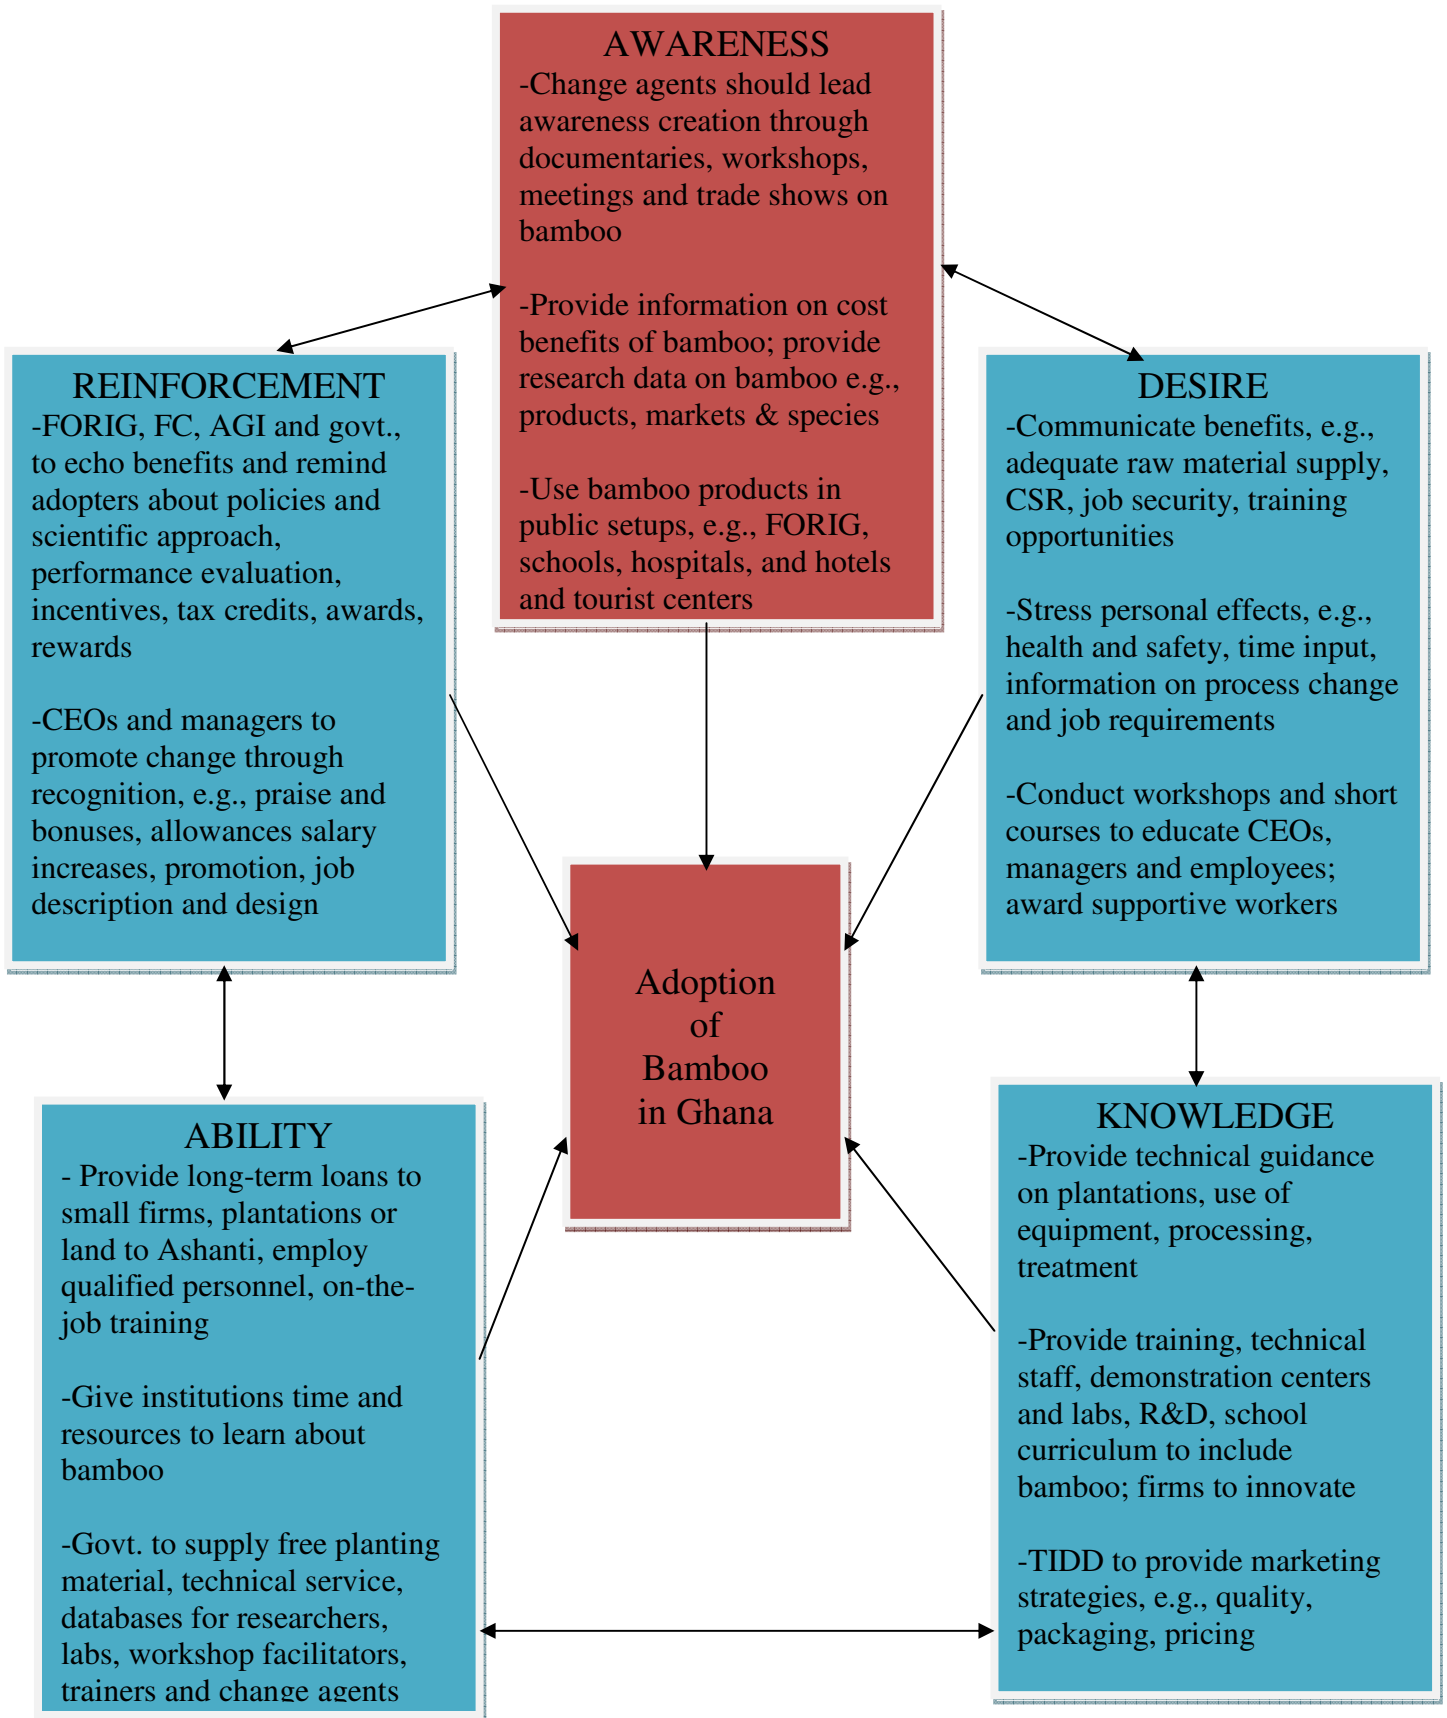 AWARENESS
-Change agents should lead
awareness creation through
documentaries, workshops,
meetings and trade shows on
bamboo
-Provide information on cost
benefits of bamboo; provide
research data on bamboo e.g.,
products, markets & species
-Use bamboo products in
public setups, e.g., FORIG,
schools, hospitals, and hotels
and tourist centers
REINFORCEMENT
-FORIG, FC, AGI and govt.,
to echo benefits and remind
adopters about policies and
scientific approach,
performance evaluation,
incentives, tax credits, awards,
rewards
-CEOs and managers to
promote change through
recognition, e.g., praise and
bonuses, allowances salary
increases, promotion, job
description and design
DESIRE
-Communicate benefits, e.g.,
adequate raw material supply,
CSR, job security, training
opportunities
-Stress personal effects, e.g.,
health and safety, time input,
information on process change
and job requirements
-Conduct workshops and short
courses to educate CEOs,
managers and employees;
award supportive workers
Adoption
of
Bamboo
in Ghana
ABILITY
- Provide long-term loans to
small firms, plantations or
land to Ashanti, employ
qualified personnel, on-the-
job training
-Give institutions time and
resources to learn about
bamboo
-Govt. to supply free planting
material, technical service,
databases for researchers,
labs, workshop facilitators,
trainers and change agents
KNOWLEDGE
-Provide technical guidance
on plantations, use of
equipment, processing,
treatment
-Provide training, technical
staff, demonstration centers
and labs, R&D, school
curriculum to include
bamboo; firms to innovate
-TIDD to provide marketing
strategies, e.g., quality,
packaging, pricing